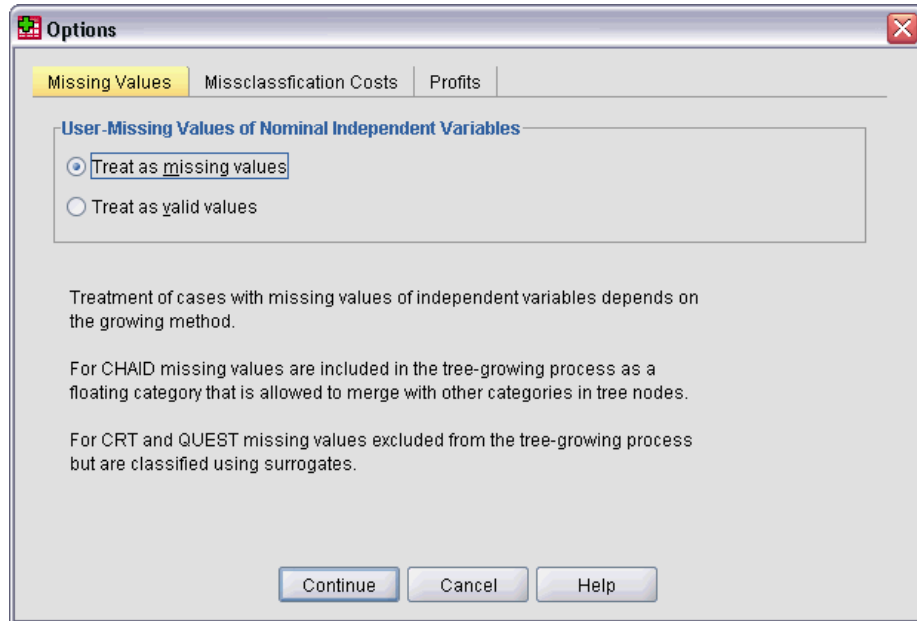 Options
Missing Values
Missclassfication Costs
Profits
User-Missing Values of Nominal Independent Variables
Treat as missing values
Treat as valid values
Treatment of cases with missing values of independent variables depends on
the growing method.
For CHAID missing values are included in the tree-growing process as a
floating category that is allowed to merge with other categories in tree nodes.
For CRT and QUEST missing values excluded from the tree-growing process
but are classified using surrogates.
Continue
Cancel
Help